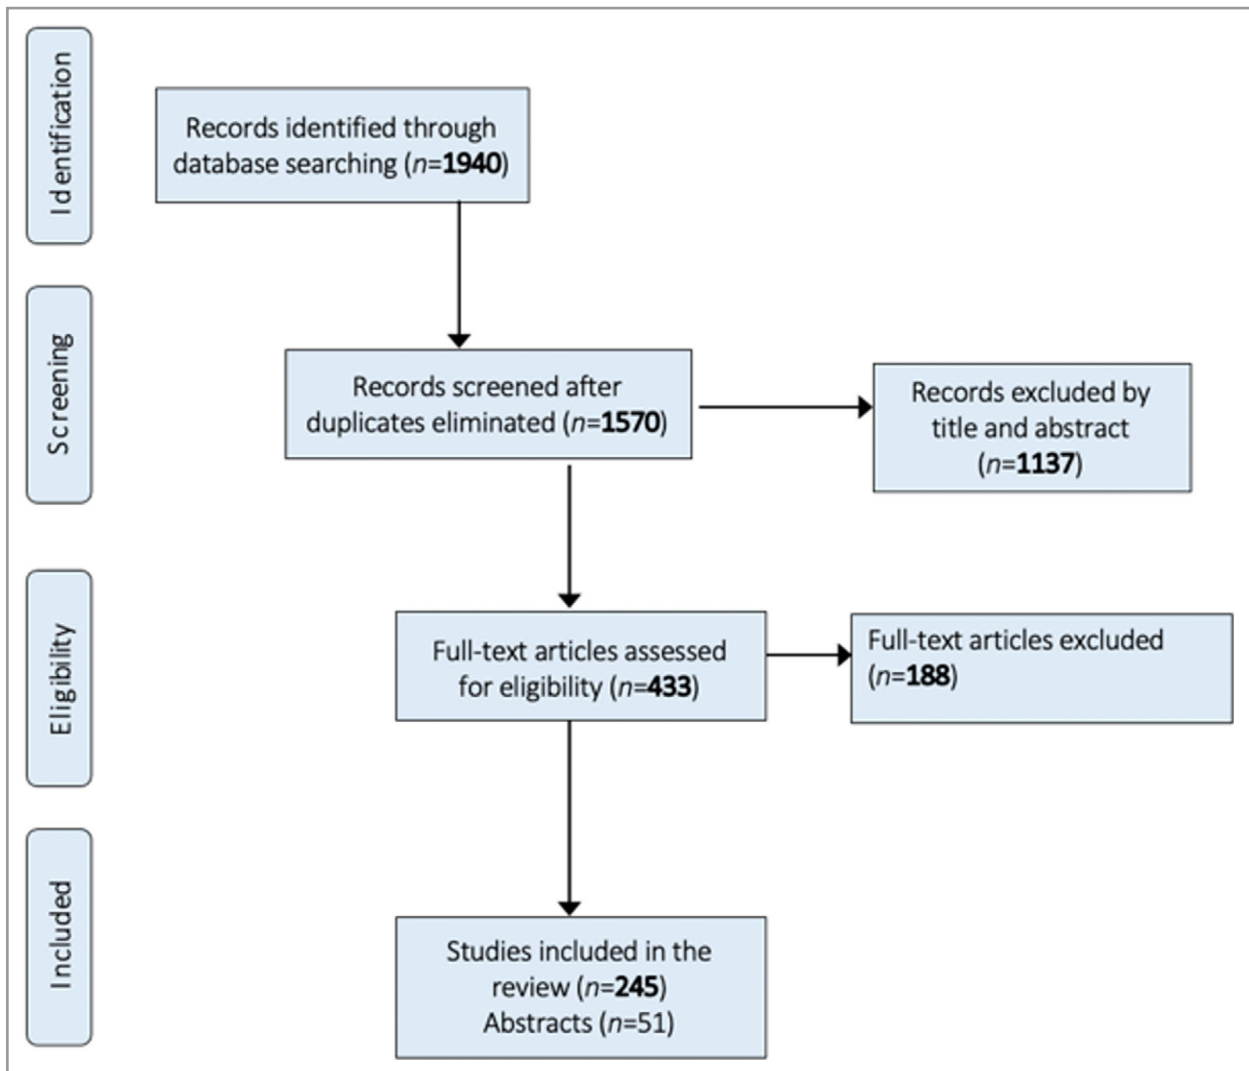 Identification
Records identified through
database searching (n=1940)
Screening
Records screened after
duplicates eliminated (n=1570)
Records excluded by
title and abstract
(n=1137)
Eligibility
Full-text articles assessed
for eligibility (n=433)
Full-text articles excluded
(n=188)
Included
Studies included in the
review (n=245)
Abstracts (n=51)